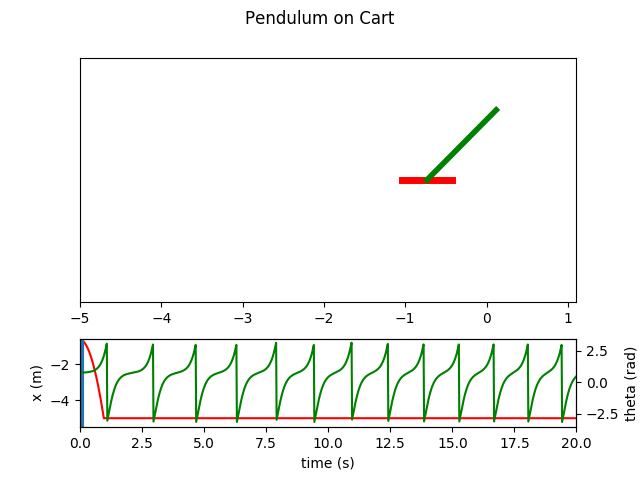 Pendulum on Cart
−5 −4 −3 −2 −1 0 1
−2
−4
x (m)
2.5
0.0
−2.5
theta (rad)
0.0 2.5 5.0 7.5 10.0 12.5 15.0 17.5 20.0
time (s)